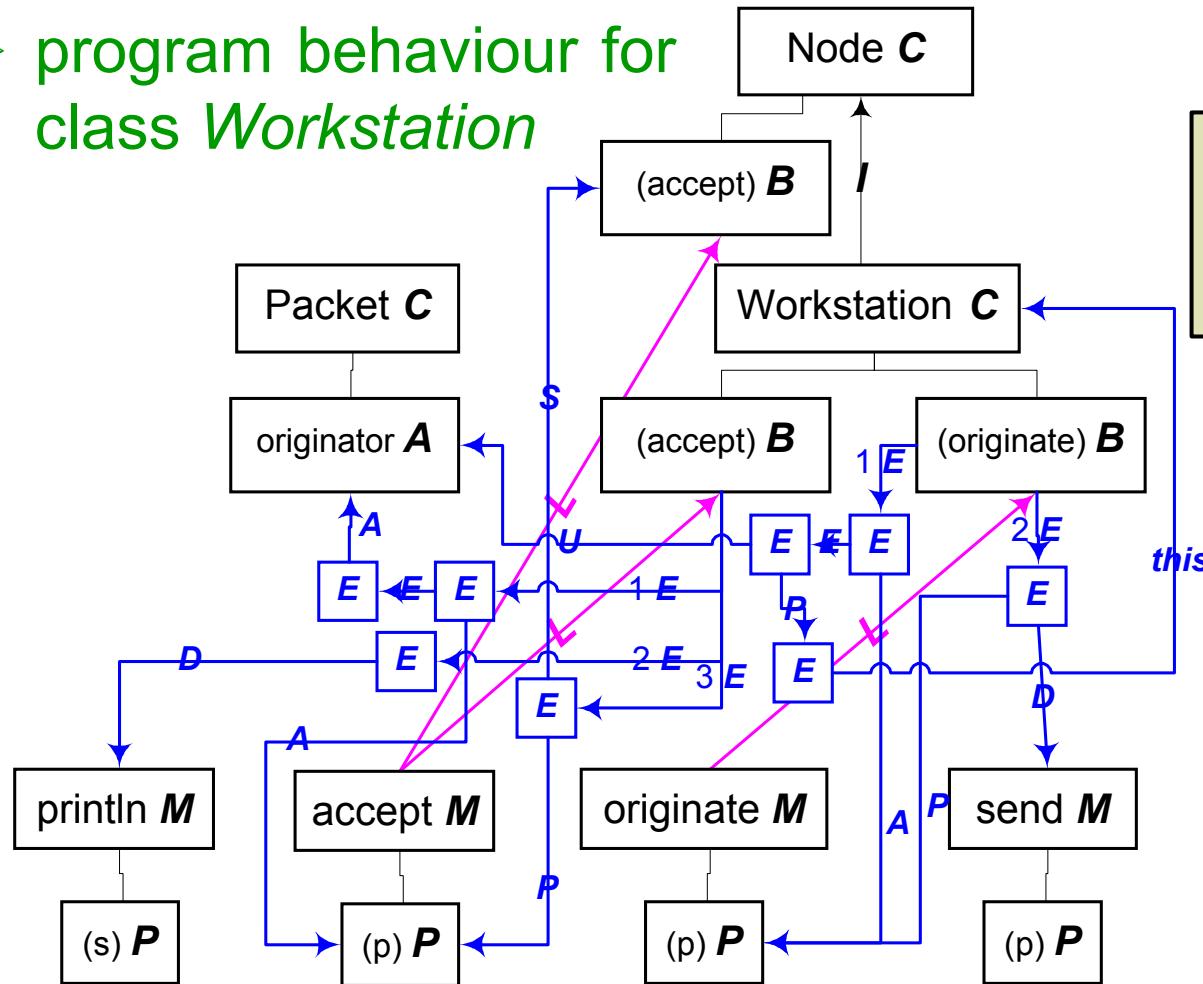 program behaviour for
class Workstation
Node C
(accept) B
I
Packet C
Workstation C
S
originator A
(accept) B
(originate) B
1 E
L
A
U
E
E
E
2 E
this
E
E
E
1 E
E
P
L
L
D
E
2 E
3 E
E
E
D
A
println M
accept M
originate M
A
P
send M
P
(s) P
(p) P
(p) P
(p) P